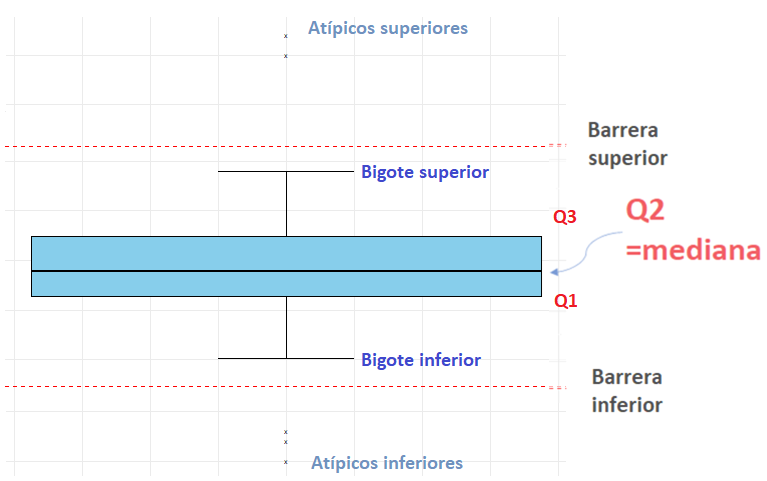 Atípicos superiores
Barrera
superior
Bigote superior
Q3
Q2
=mediana
Q1
Bigote inferior
Barrera
inferior
Atípicos inferiores